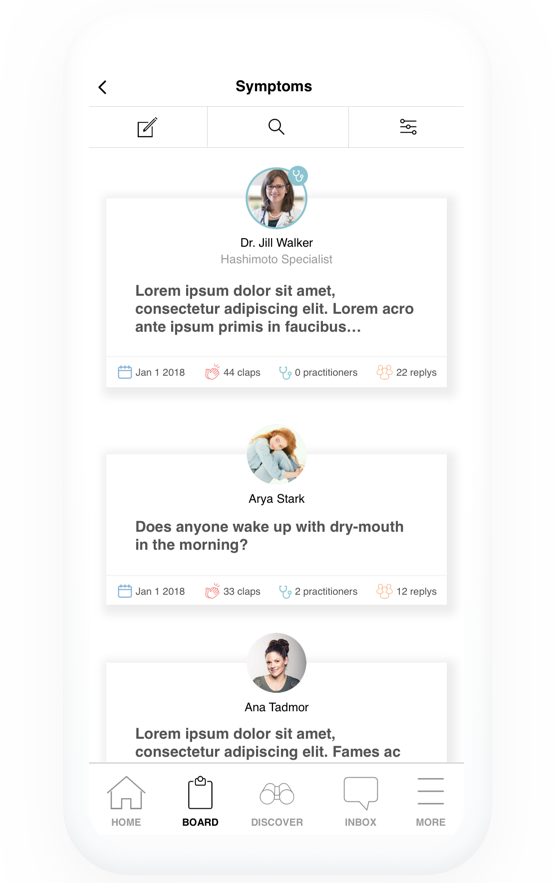 Symptoms
Dr. Jill Walker
Hashimoto Specialist
Lorem ipsum dolor sit amet,
consectetur adipiscing elit. Lorem acro
ante ipsum primis in faucibus...
Jan 1 2018 44 claps 0 practitioners 22 replys
Arya Stark
Does anyone wake up with dry-mouth
in the morning?
Jan 1 2018 33 claps 2 practitioners 12 replys
Ana Tadmor
Lorem ipsum dolor sit amet,
consectetur adipiscing elit. Fames ac
HOME BOARD DISCOVER INBOX MORE